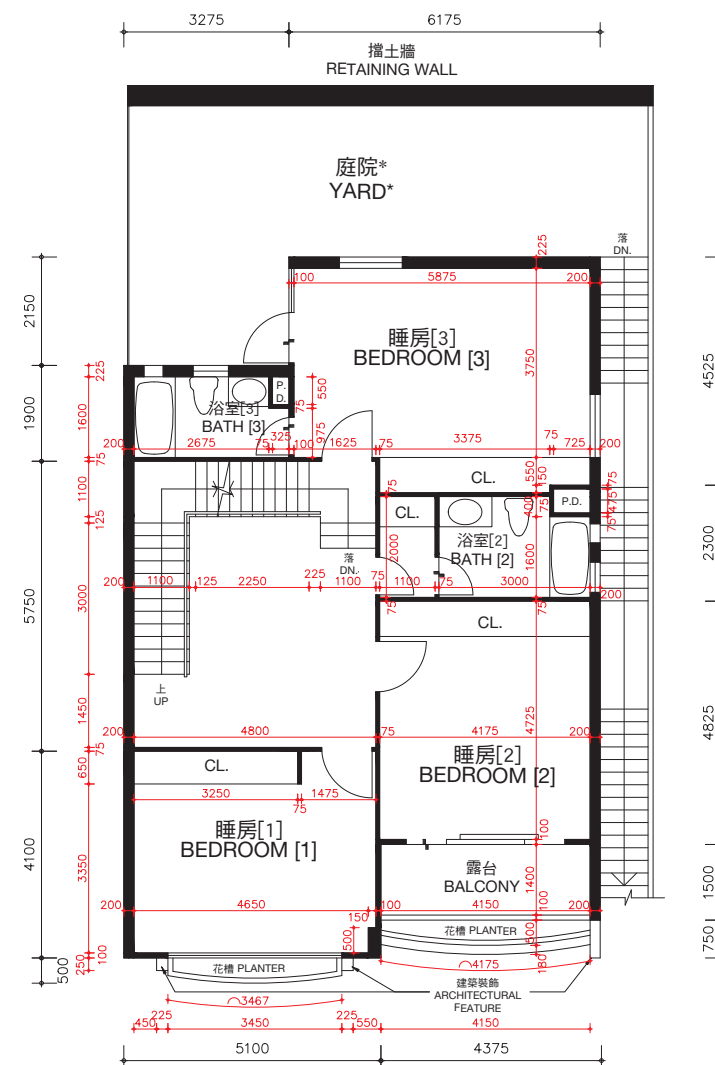 3275
6175
擋土牆
RETAINING WALL
庭院*
YARD*
落
DN.
225
100
5875
200
2150
4525
睡房[3]
BEDROOM [3]
3750
225
P.
D.
550
75
浴室[3]
BATH [3]
1900
1600
975
325
200
2675
75
100
1625
75
3375
75
725
200
75
CL.
550
150
1100
75
CL.
400
75
P.D.
475
75
75
125
浴室[2]
BATH [2]
2000
1600
2300
落
DN.
200
1100
125
2250
225
1100
75
1100
75
3000
200
3000
5750
75
75
CL.
上
UP
1450
4725
4825
200
4800
75
4175
200
75
650
CL.
睡房[2]
BEDROOM [2]
3250
1475
75
睡房[1]
BEDROOM [1]
100
4100
3350
露台
BALCONY
1400
1500
200
4650
100
4150
100
200
150
500
花槽 PLANTER
500
750
100
250
500
花槽 PLANTER
4175
180
建築裝飾
ARCHITECTURAL
FEATURE
3467
225
225
450
3450
550
4150
5100
4375